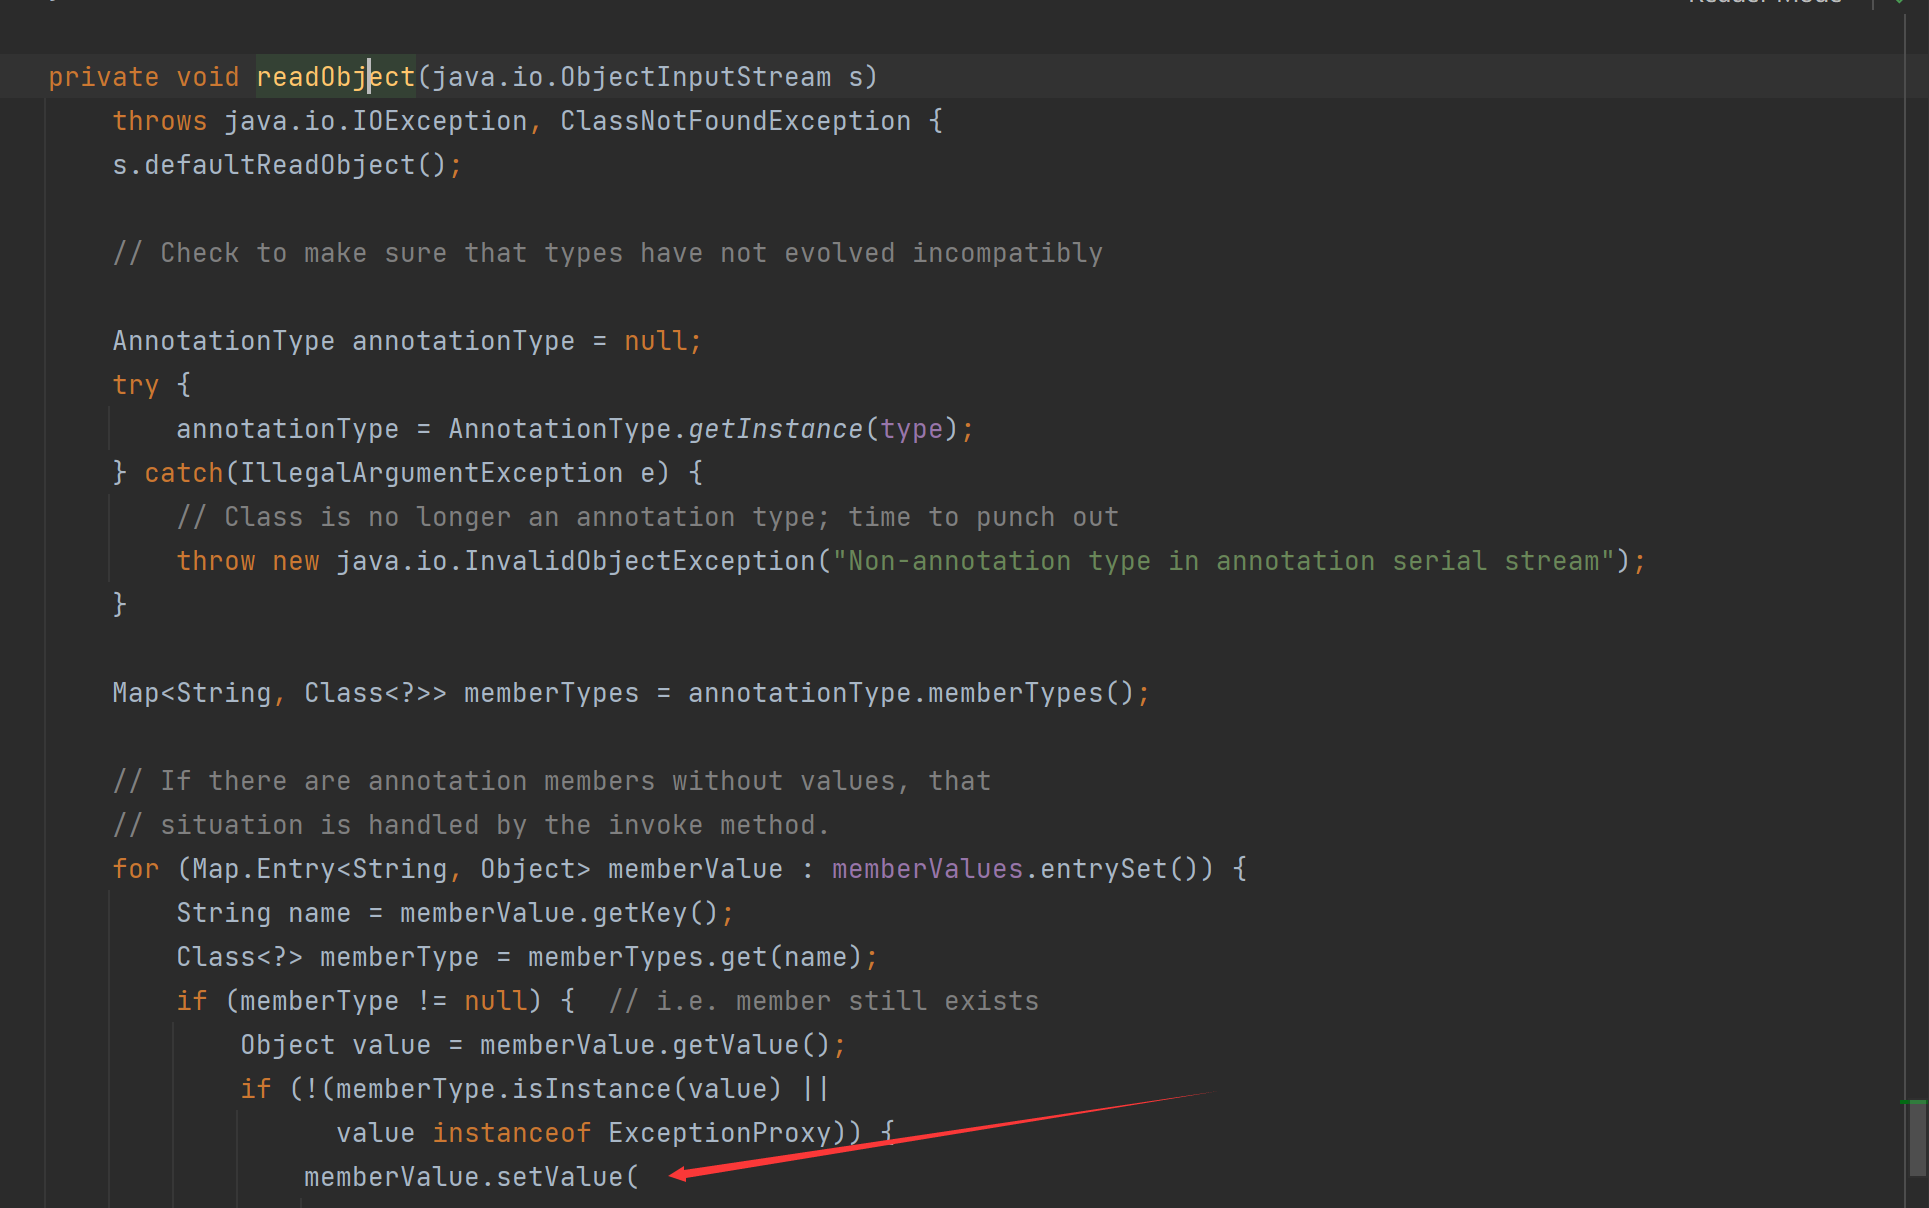 Reader Mode
private void readObject(java.io.ObjectInputStream s)
throws java.io.IOException, ClassNotFoundException {
s.defaultReadObject();
// Check to make sure that types have not evolved incompatibly
AnnotationType annotationType = null;
try {
annotationType = AnnotationType.getInstance(type);
} catch(IllegalArgumentException e) {
// Class is no longer an annotation type; time to punch out
throw new java.io.InvalidObjectException("Non-annotation type in annotation serial stream");
}
Map<String, Class<?>> memberTypes = annotationType.memberTypes();
// If there are annotation members without values, that
// situation is handled by the invoke method.
for (Map.Entry<String, Object> memberValue : memberValues.entrySet()) {
String name = memberValue.getKey();
Class<?> memberType = memberTypes.get(name);
if (memberType != null) {  // i.e. member still exists
Object value = memberValue.getValue();
if (!(memberType.isInstance(value) ||
value instanceof ExceptionProxy)) {
memberValue.setValue(